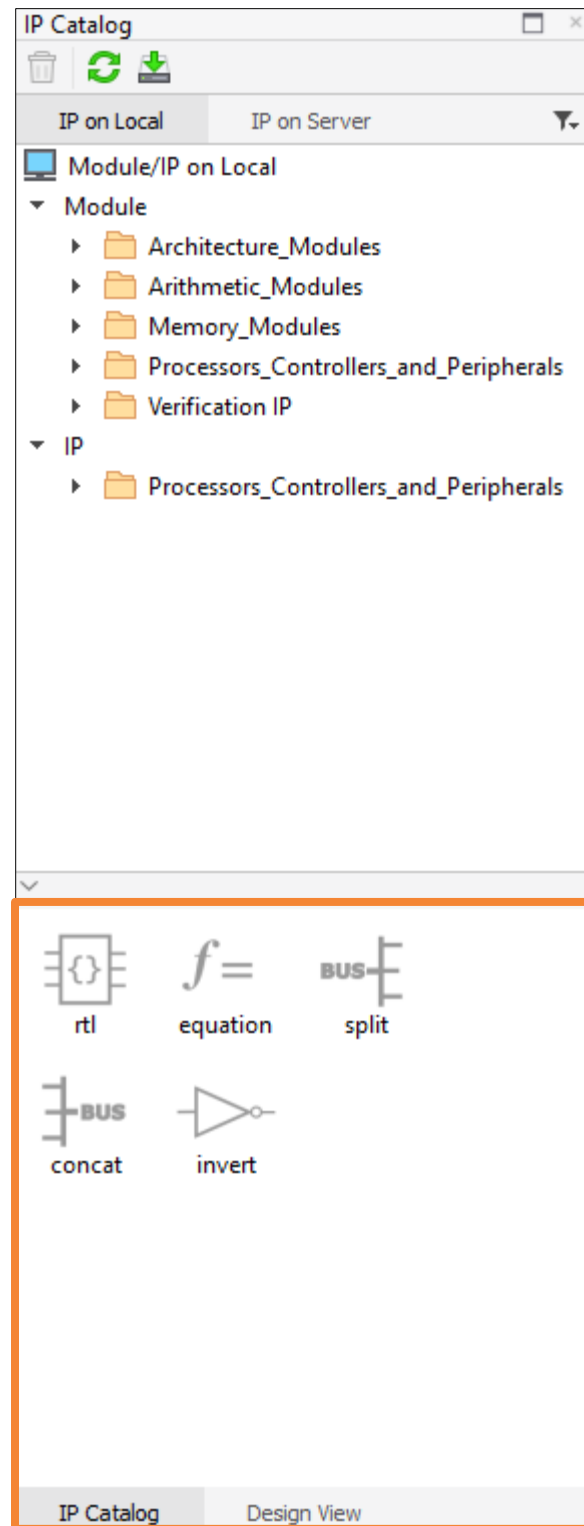 IP Catalog
IP on Local IP on Server
Module/IP on Local
Module
Architecture_Modules
Arithmetic_Modules
Memory_Modules
Processors_Controllers_and_Peripherals
Verification IP
IP
Processors_Controllers_and_Peripherals
{} f= BUS
rtl equation split
BUS
concat invert
IP Catalog Design View